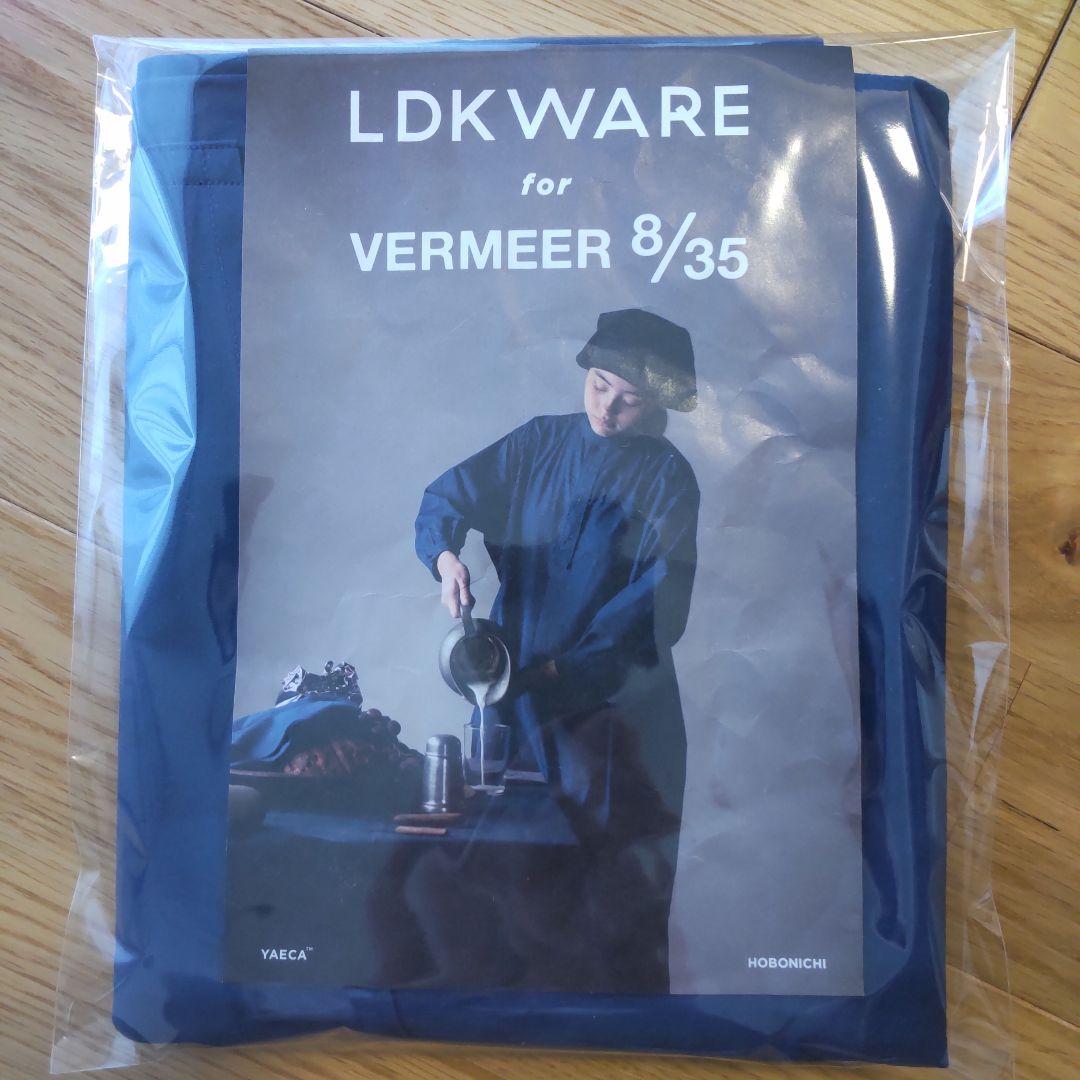 LDKWARE
for
VERMEER 8/35
YAECA™
HOBONICHI